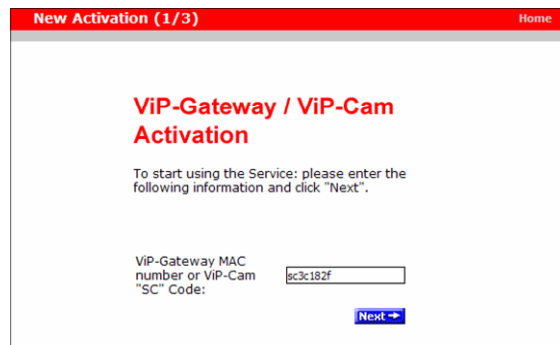 New Activation (1/3) Home
ViP-Gateway / ViP-Cam
Activation
To start using the Service: please enter the
following information and click "Next".
ViP-Gateway MAC
number or ViP-Cam
"SC" Code:
sc3c182f
Next